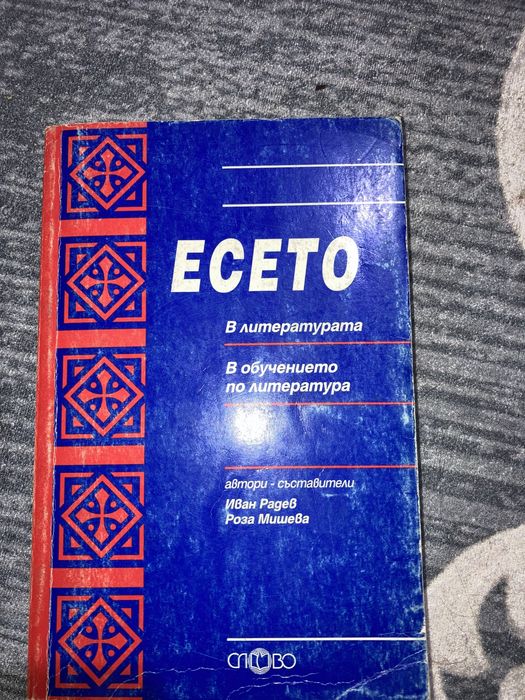 ЕСЕТО
В литературата
В обучението
по литература
автори - съставители
Иван Радев
Роза Мишева
СЛОВО